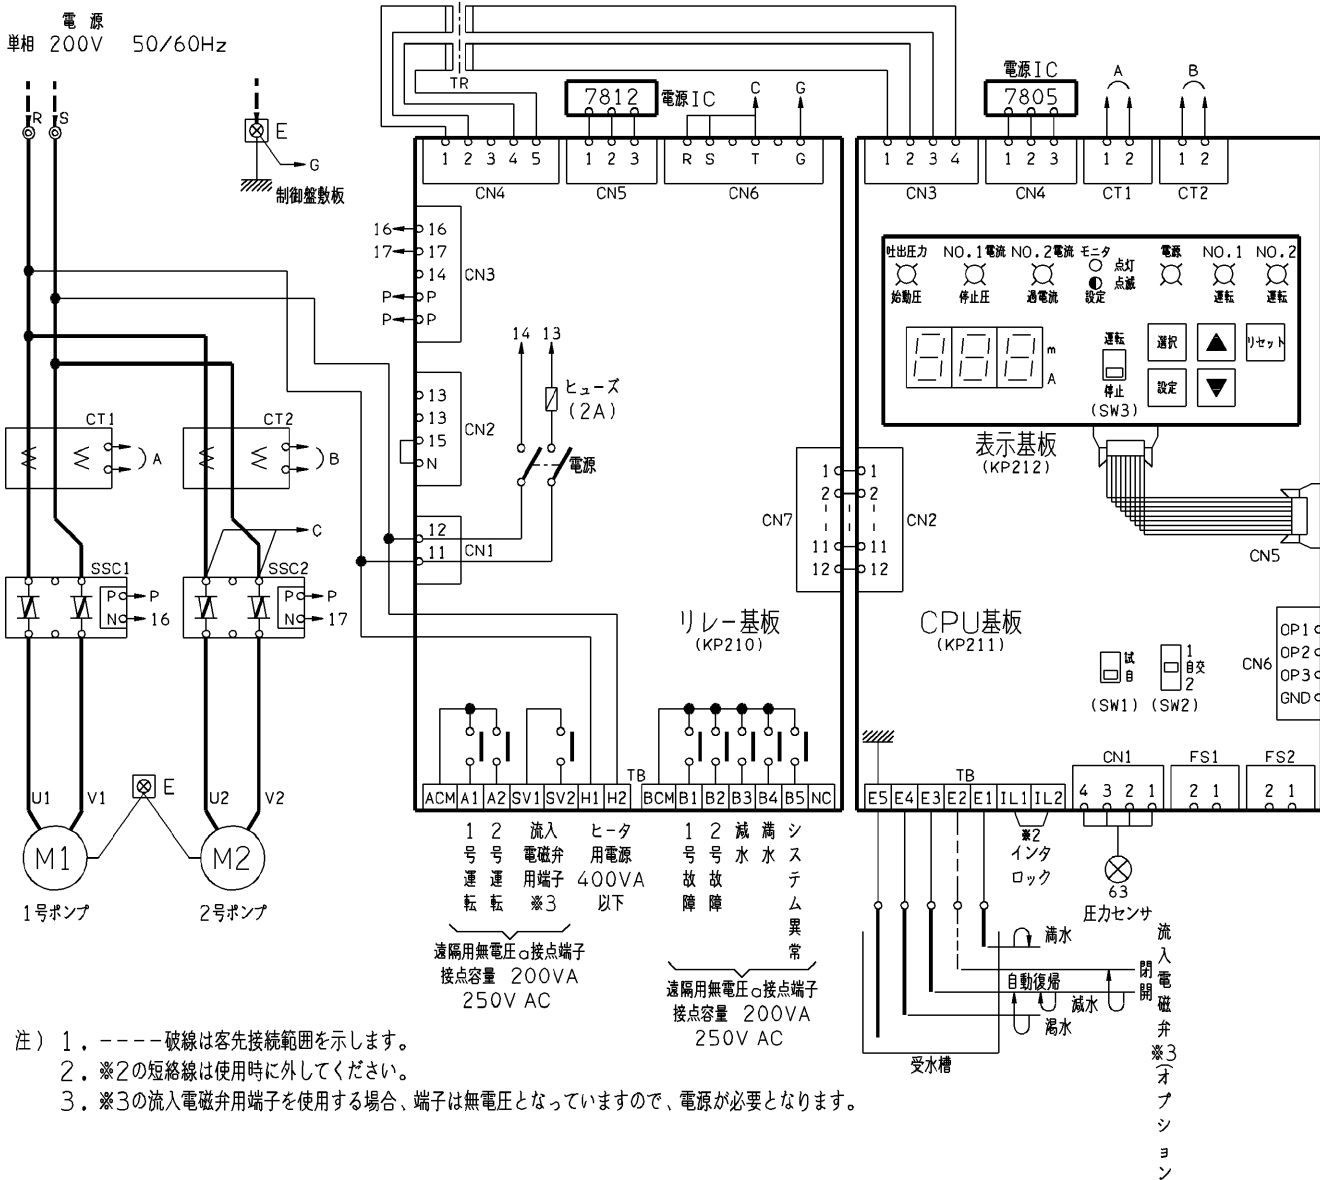 電源
単相 200V 50/60Hz
R S
E
G
制御盤敷板
TR
7812 電源IC
C G
電源IC
7805
A B
1 2 3 4 5
CN4
1 2 3
CN5
R S T G
CN6
1 2 3 4
CN3
1 2 3
CN4
1 2
CT1
1 2
CT2
16 16
17 17
14
P P
P P
CN3
13
13
15
N
CN2
12
11
CN1
14 13
ヒューズ
(2A)
電源
吐出圧力 NO.1電流 NO.2電流 モニタ 電源 NO.1 NO.2
点灯
点滅
始動圧 停止圧 過電流 設定 運転 運転
888 m
A
運転
停止
(SW3)
選択 ▲ リセット
設定 ▼
表示基板
(KP212)
CT1
A
CT2
B
C
SSC1
P P
N 16
SSC2
P P
N 17
CN7
1 1
2 2
11 11
12 12
CN2
CN5
リレー基板
(KP210)
CPU基板
(KP211)
試
自
(SW1)
1
自交
2
(SW2)
CN6
OP1
OP2
OP3
GND
U1 V1
E
U2 V2
M1
M2
1号ポンプ
2号ポンプ
TB
ACM A1 A2 SV1 SV2 H1 H2 BCM B1 B2 B3 B4 B5 NC
1号運転
2号運転
流入
電磁弁
用端子
※3
ヒータ
用電源
400VA
以下
1号故障
2号故障
減水
満水
システム異常
遠隔用無電圧a接点端子
接点容量 200VA
250V AC
遠隔用無電圧a接点端子
接点容量 200VA
250V AC
TB
E5 E4 E3 E2 E1 IL1 IL2
※2
インタ
ロック
CN1
4 3 2 1
FS1
2 1
FS2
2 1
63
圧力センサ
満水
自動復帰
減水
渇水
閉
開
受水槽
流入電磁弁※3(オプション
注) 1. ----破線は客先接続範囲を示します。
2. ※2の短絡線は使用時に外してください。
3. ※3の流入電磁弁用端子を使用する場合、端子は無電圧となっていますので、電源が必要となります。